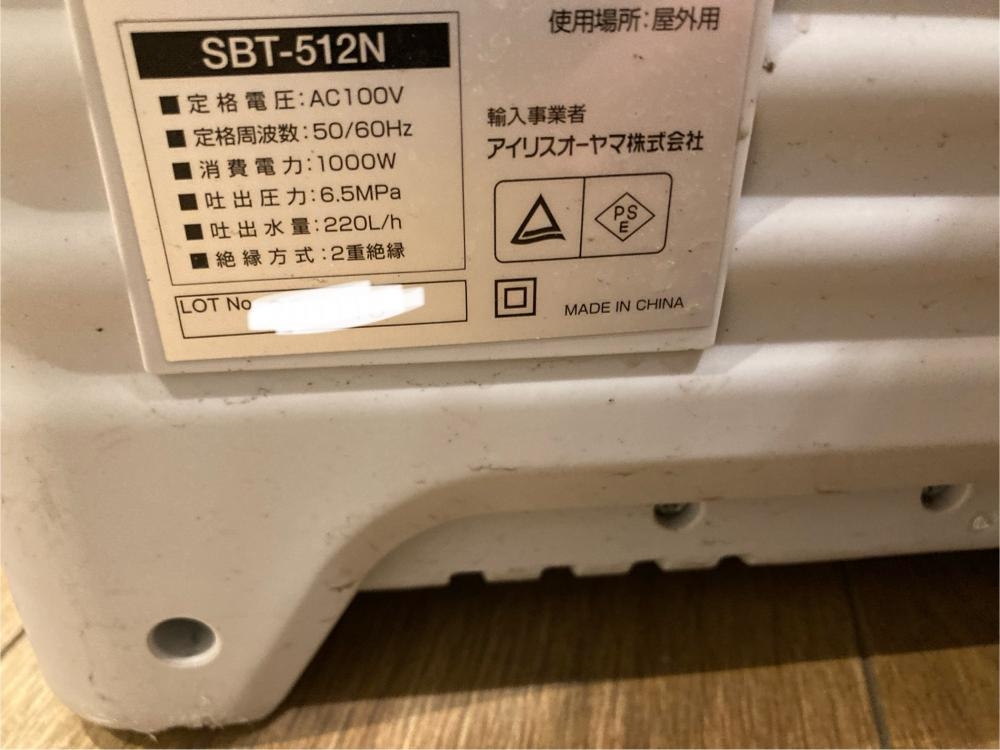 SBT-512N
■定格電圧:AC100V
■定格周波数:50/60Hz
■消費電力:1000W
■吐出圧力:6.5MPa
■吐出水量:220L/h
■絶縁方式:2重絶縁
LOT No
使用場所:屋外用
輸入事業者
アイリスオーヤマ株式会社
PS
E
MADE IN CHINA